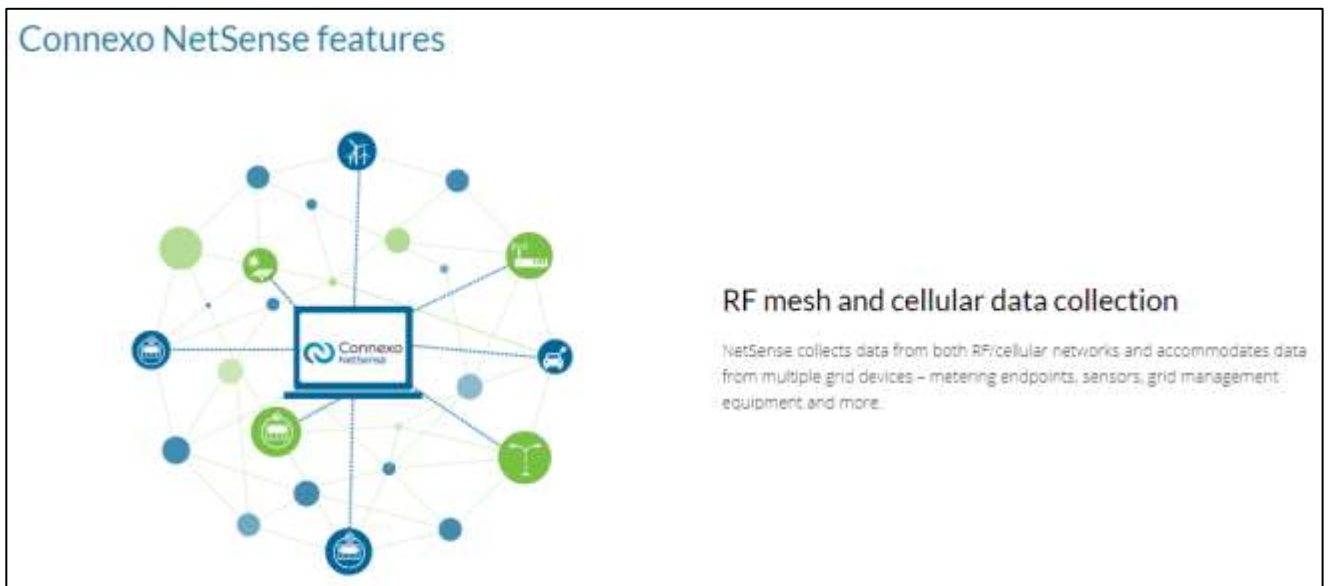 Connexo NetSense features
Connexo
NetSense
RF mesh and cellular data collection
NetSense collects data from both RF/cellular networks and accommodates data
from multiple grid devices – metering endpoints, sensors, grid management
equipment and more.